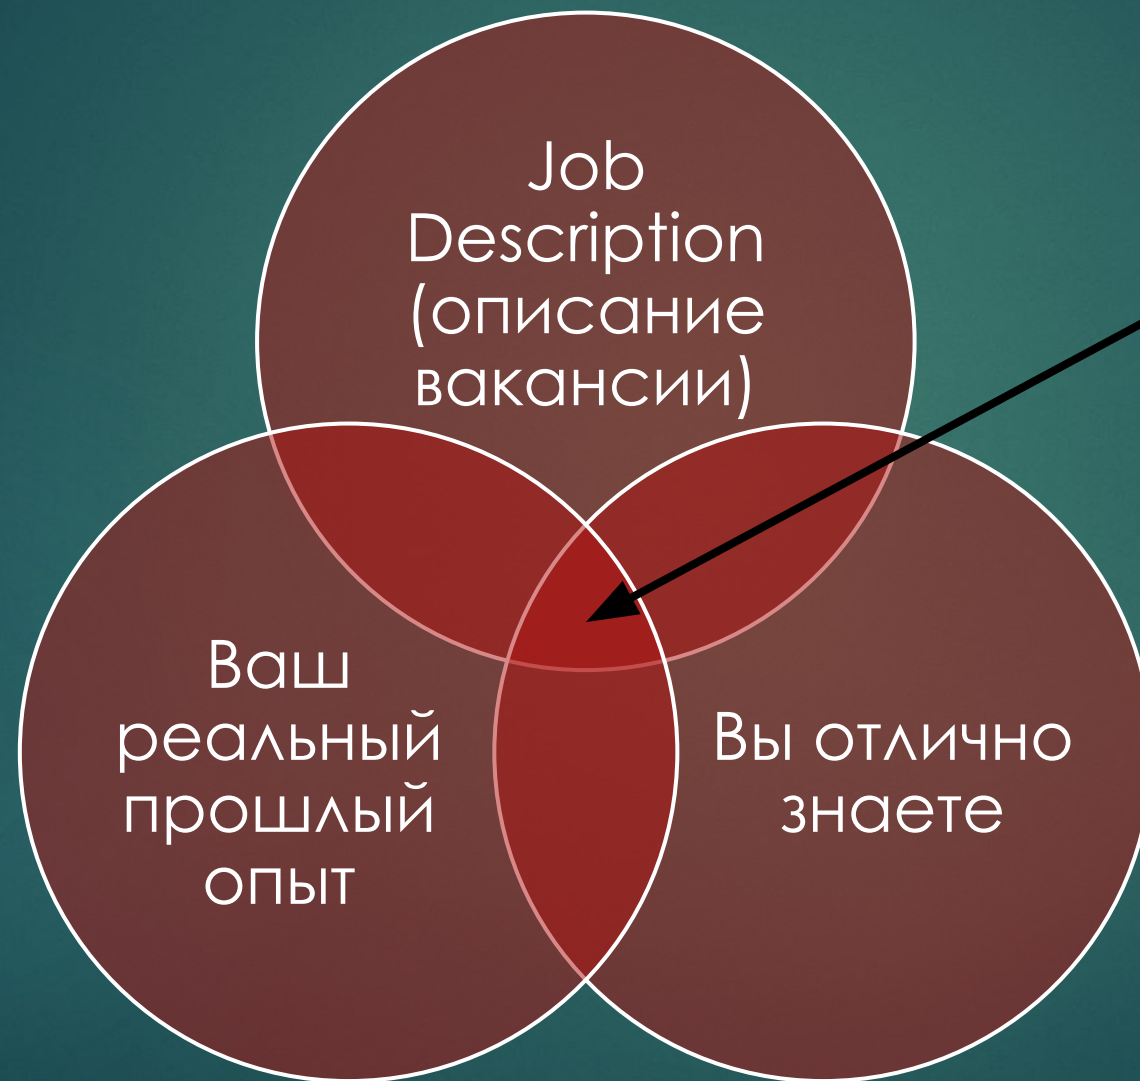 Job
Description
(описание
вакансии)
Ваш
реальный
прошлый
опыт
Вы отлично
знаете